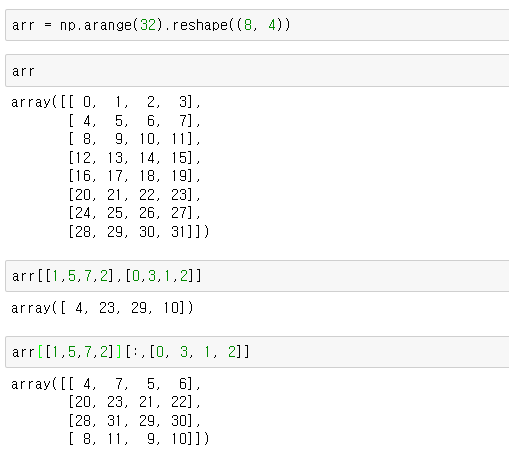 arr = np.arange(32).reshape((8, 4))
arr
array([[ 0,  1,  2,  3],
       [ 4,  5,  6,  7],
       [ 8,  9, 10, 11],
       [12, 13, 14, 15],
       [16, 17, 18, 19],
       [20, 21, 22, 23],
       [24, 25, 26, 27],
       [28, 29, 30, 31]])
arr[[1,5,7,2],[0,3,1,2]]
array([ 4, 23, 29, 10])
arr[[1,5,7,2]][:,[0, 3, 1, 2]]
array([[ 4,  7,  5,  6],
       [20, 23, 21, 22],
       [28, 31, 29, 30],
       [ 8, 11,  9, 10]])